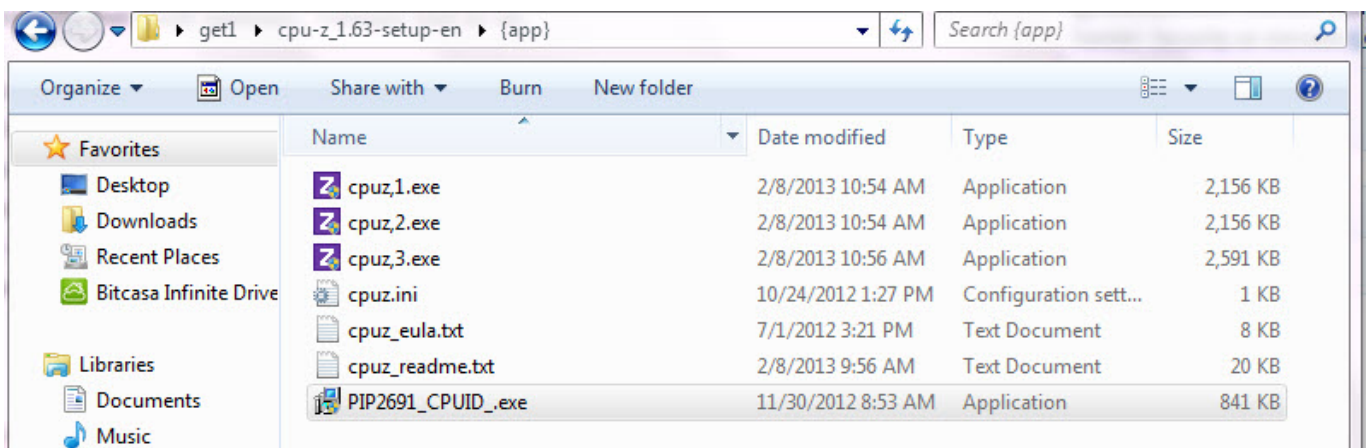 get1 cpu-z_1.63-setup-en {app} Search {app}
Organize Open Share with Burn New folder
Favorites
Desktop
Downloads
Recent Places
Bitcasa Infinite Drive
Libraries
Documents
Music
Name Date modified Type Size
cpuz,1.exe 2/8/2013 10:54 AM Application 2,156 KB
cpuz,2.exe 2/8/2013 10:54 AM Application 2,156 KB
cpuz,3.exe 2/8/2013 10:56 AM Application 2,591 KB
cpuz.ini 10/24/2012 1:27 PM Configuration sett... 1 KB
cpuz_eula.txt 7/1/2012 3:21 PM Text Document 8 KB
cpuz_readme.txt 2/8/2013 9:56 AM Text Document 20 KB
PIP2691_CPUID_.exe 11/30/2012 8:53 AM Application 841 KB